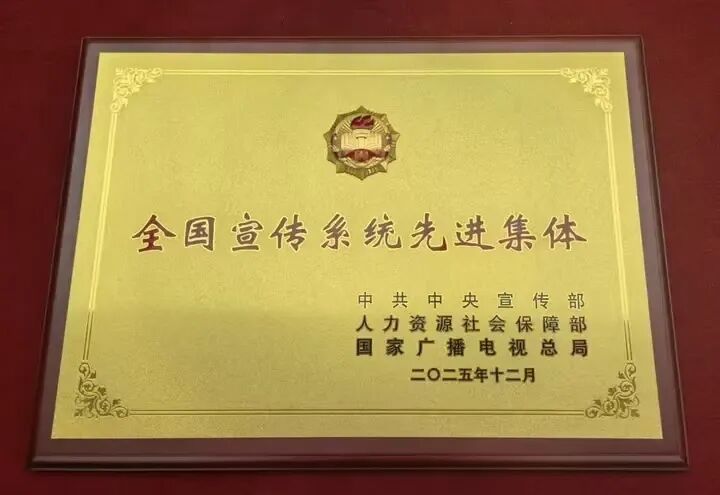 全国宣传系统先进集体
中共中央宣传部
人力资源社会保障部
国家广播电视总局
二〇二五年十二月